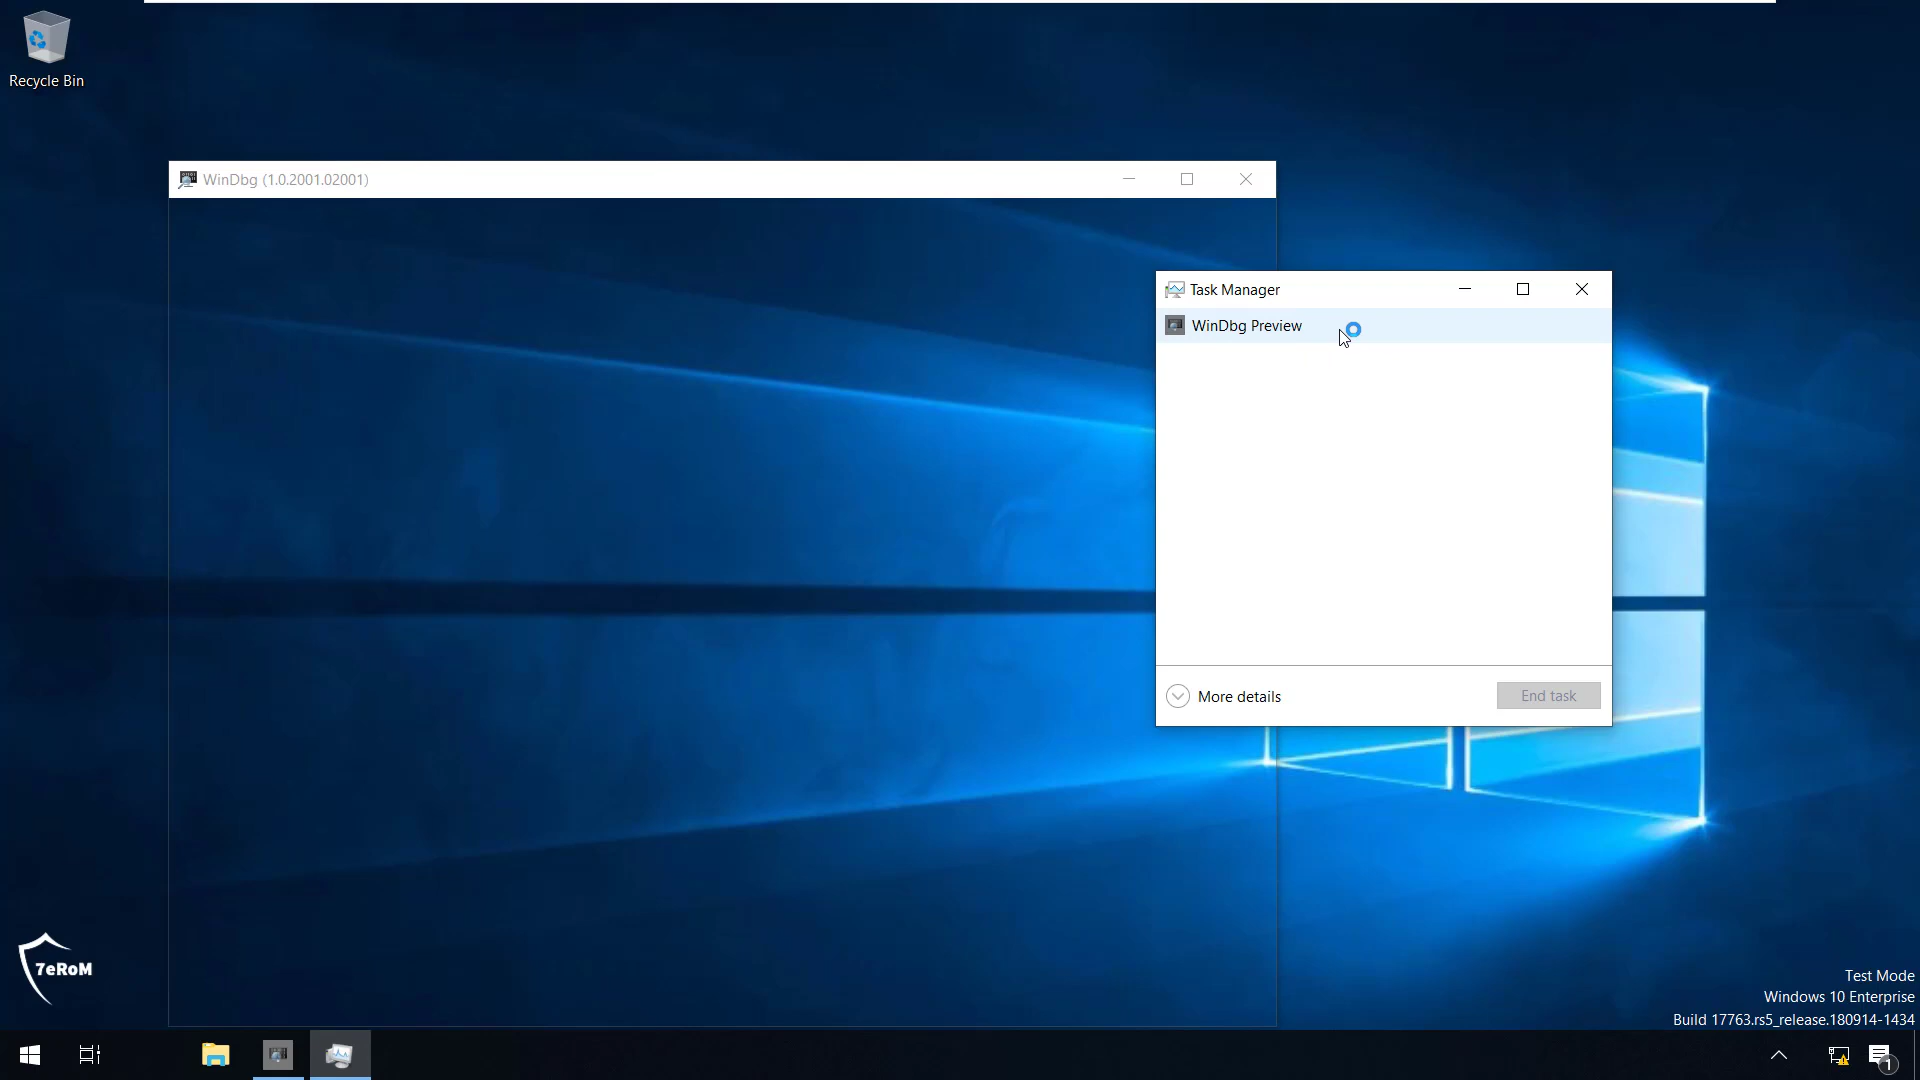 Recycle Bin
WinDbg (1.0.2001.02001)
Task Manager
WinDbg Preview
More details
End task
7eRoM
Test Mode
Windows 10 Enterprise
Build 17763.rs5_release.180914-1434
1